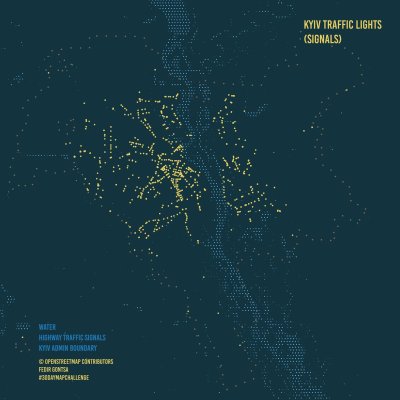 KYIV TRAFFIC LIGHTS
(SIGNALS)
WATER
HIGHWAY TRAFFIC SIGNALS
KYIV ADMIN BOUNDARY
© OPENSTREETMAP CONTRIBUTORS
FEDIR GONTSA
#30DAYMAPCHALLENGE